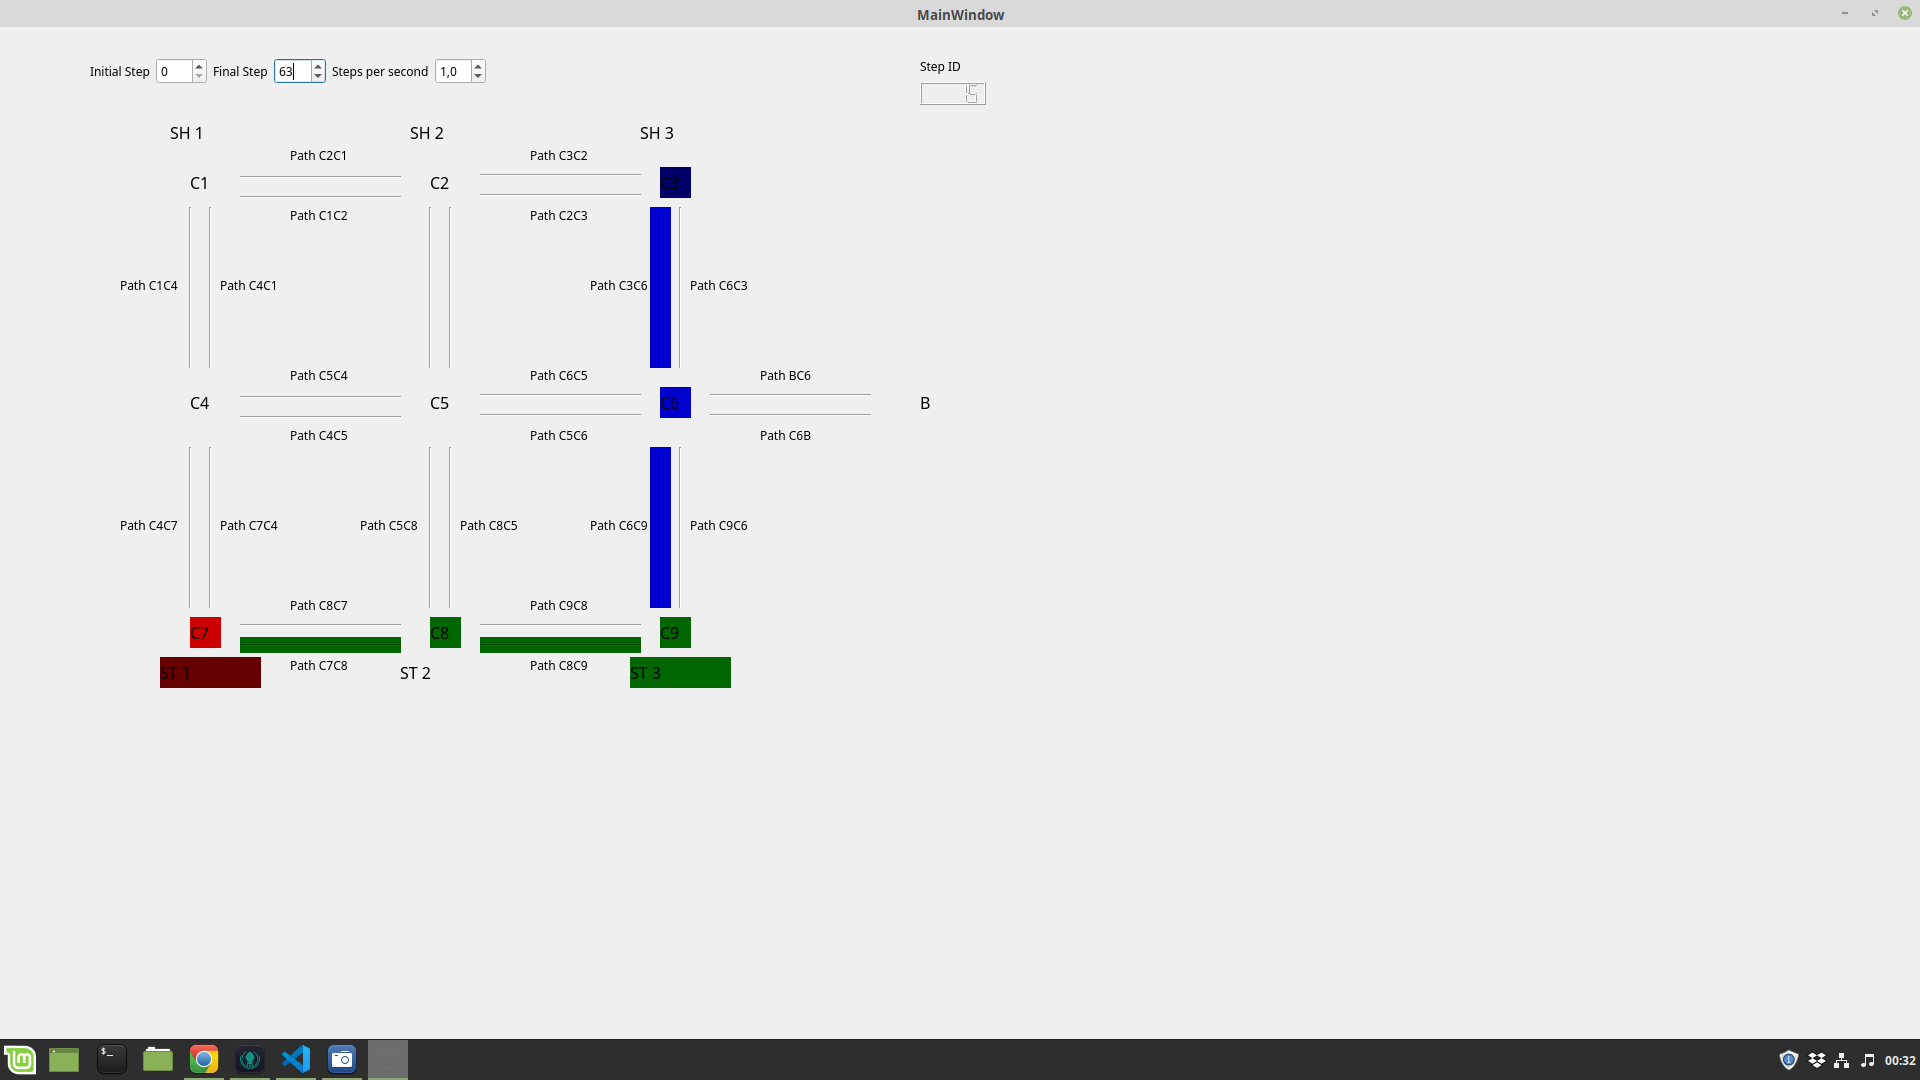 MainWindow
Initial Step 0 Final Step 63 Steps per second 1,0
Step ID
5
SH 1 SH 2 SH 3
Path C2C1 Path C3C2
C1 C2 C3
Path C1C2 Path C2C3
Path C1C4 Path C4C1 Path C3C6 Path C6C3
Path C5C4 Path C6C5 Path BC6
C4 C5 C6 B
Path C4C5 Path C5C6 Path C6B
Path C4C7 Path C7C4 Path C5C8 Path C8C5 Path C6C9 Path C9C6
Path C8C7 Path C9C8
C7 C8 C9
Path C7C8 Path C8C9
ST 1 ST 2 ST 3
00:32